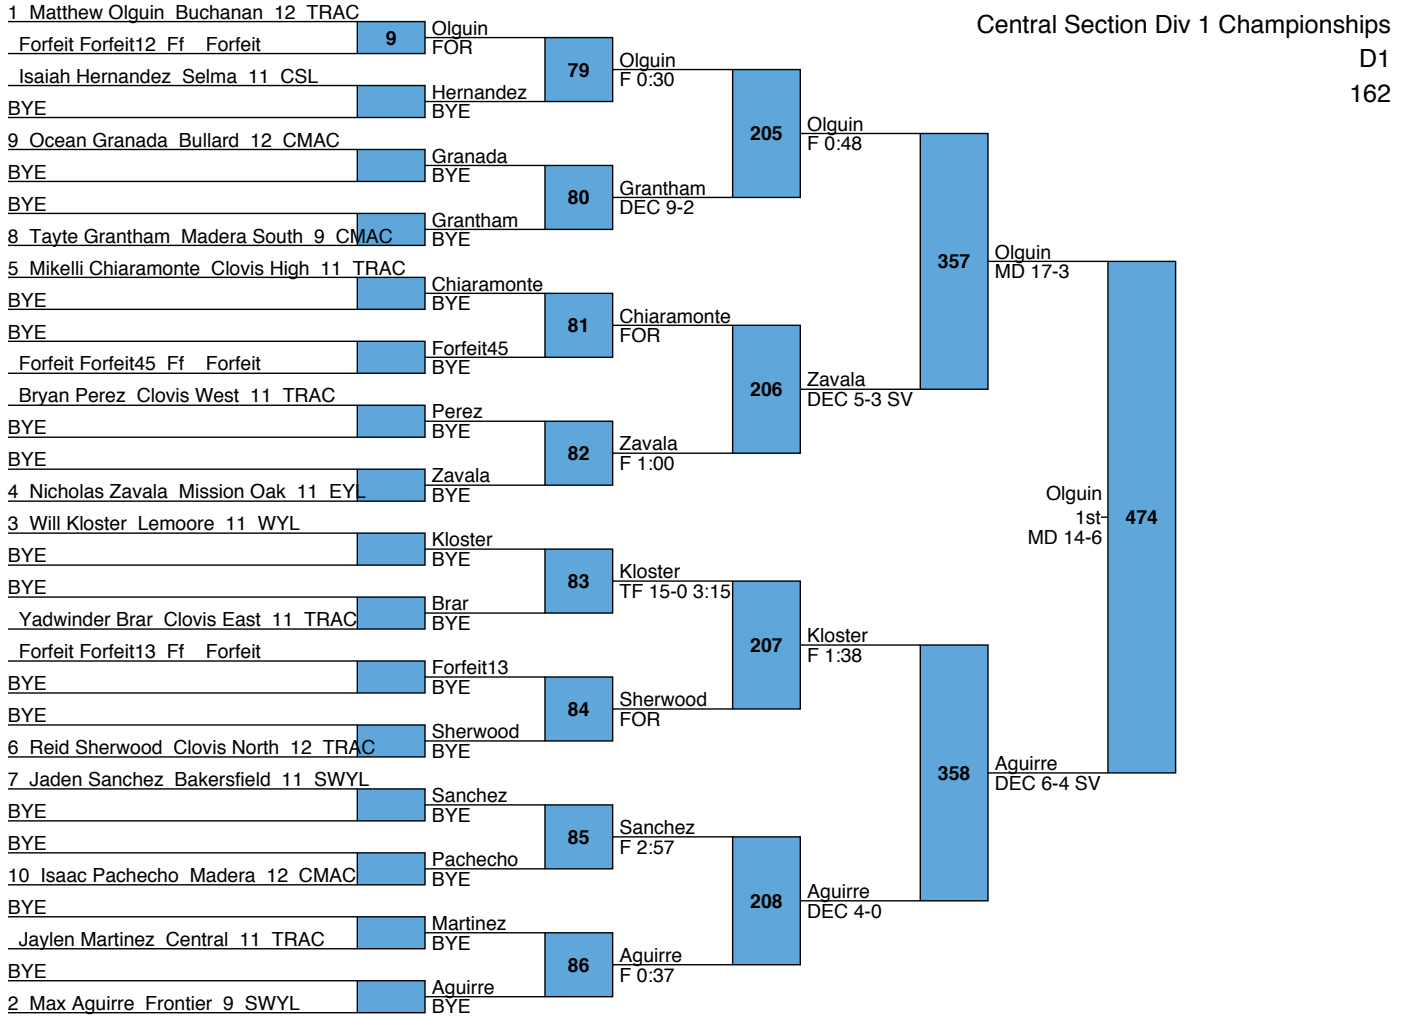 Central Section Div 1 Championships
D1
162
1 Matthew Olguin Buchanan 12 TRAC
Forfeit Forfeit12 Ff Forfeit
Isaiah Hernandez Selma 11 CSL
BYE
9 Ocean Granada Bullard 12 CMAC
BYE
BYE
8 Tayte Grantham Madera South 9 CMAC
5 Mikelli Chiaramonte Clovis High 11 TRAC
BYE
BYE
Forfeit Forfeit45 Ff Forfeit
Bryan Perez Clovis West 11 TRAC
BYE
BYE
4 Nicholas Zavala Mission Oak 11 EYL
3 Will Kloster Lemoore 11 WYL
BYE
BYE
Yadwinder Brar Clovis East 11 TRAC
Forfeit Forfeit13 Ff Forfeit
BYE
BYE
6 Reid Sherwood Clovis North 12 TRAC
7 Jaden Sanchez Bakersfield 11 SWYL
BYE
BYE
10 Isaac Pachecho Madera 12 CMAC
BYE
Jaylen Martinez Central 11 TRAC
BYE
2 Max Aguirre Frontier 9 SWYL
9
Olguin
FOR
Hernandez
BYE
Granada
BYE
Grantham
BYE
Chiaramonte
BYE
Forfeit45
BYE
Perez
BYE
Zavala
BYE
Kloster
BYE
Brar
BYE
Forfeit13
BYE
Sherwood
BYE
Sanchez
BYE
Pachecho
BYE
Martinez
BYE
Aguirre
BYE
79
80
81
82
83
84
85
86
Olguin
F 0:30
Grantham
DEC 9-2
Chiaramonte
FOR
Zavala
F 1:00
Kloster
TF 15-0 3:15
Sherwood
FOR
Sanchez
F 2:57
Aguirre
F 0:37
205
206
207
208
Olguin
F 0:48
Zavala
DEC 5-3 SV
Kloster
F 1:38
Aguirre
DEC 4-0
357
358
Olguin
MD 17-3
Aguirre
DEC 6-4 SV
474
Olguin
1st
MD 14-6